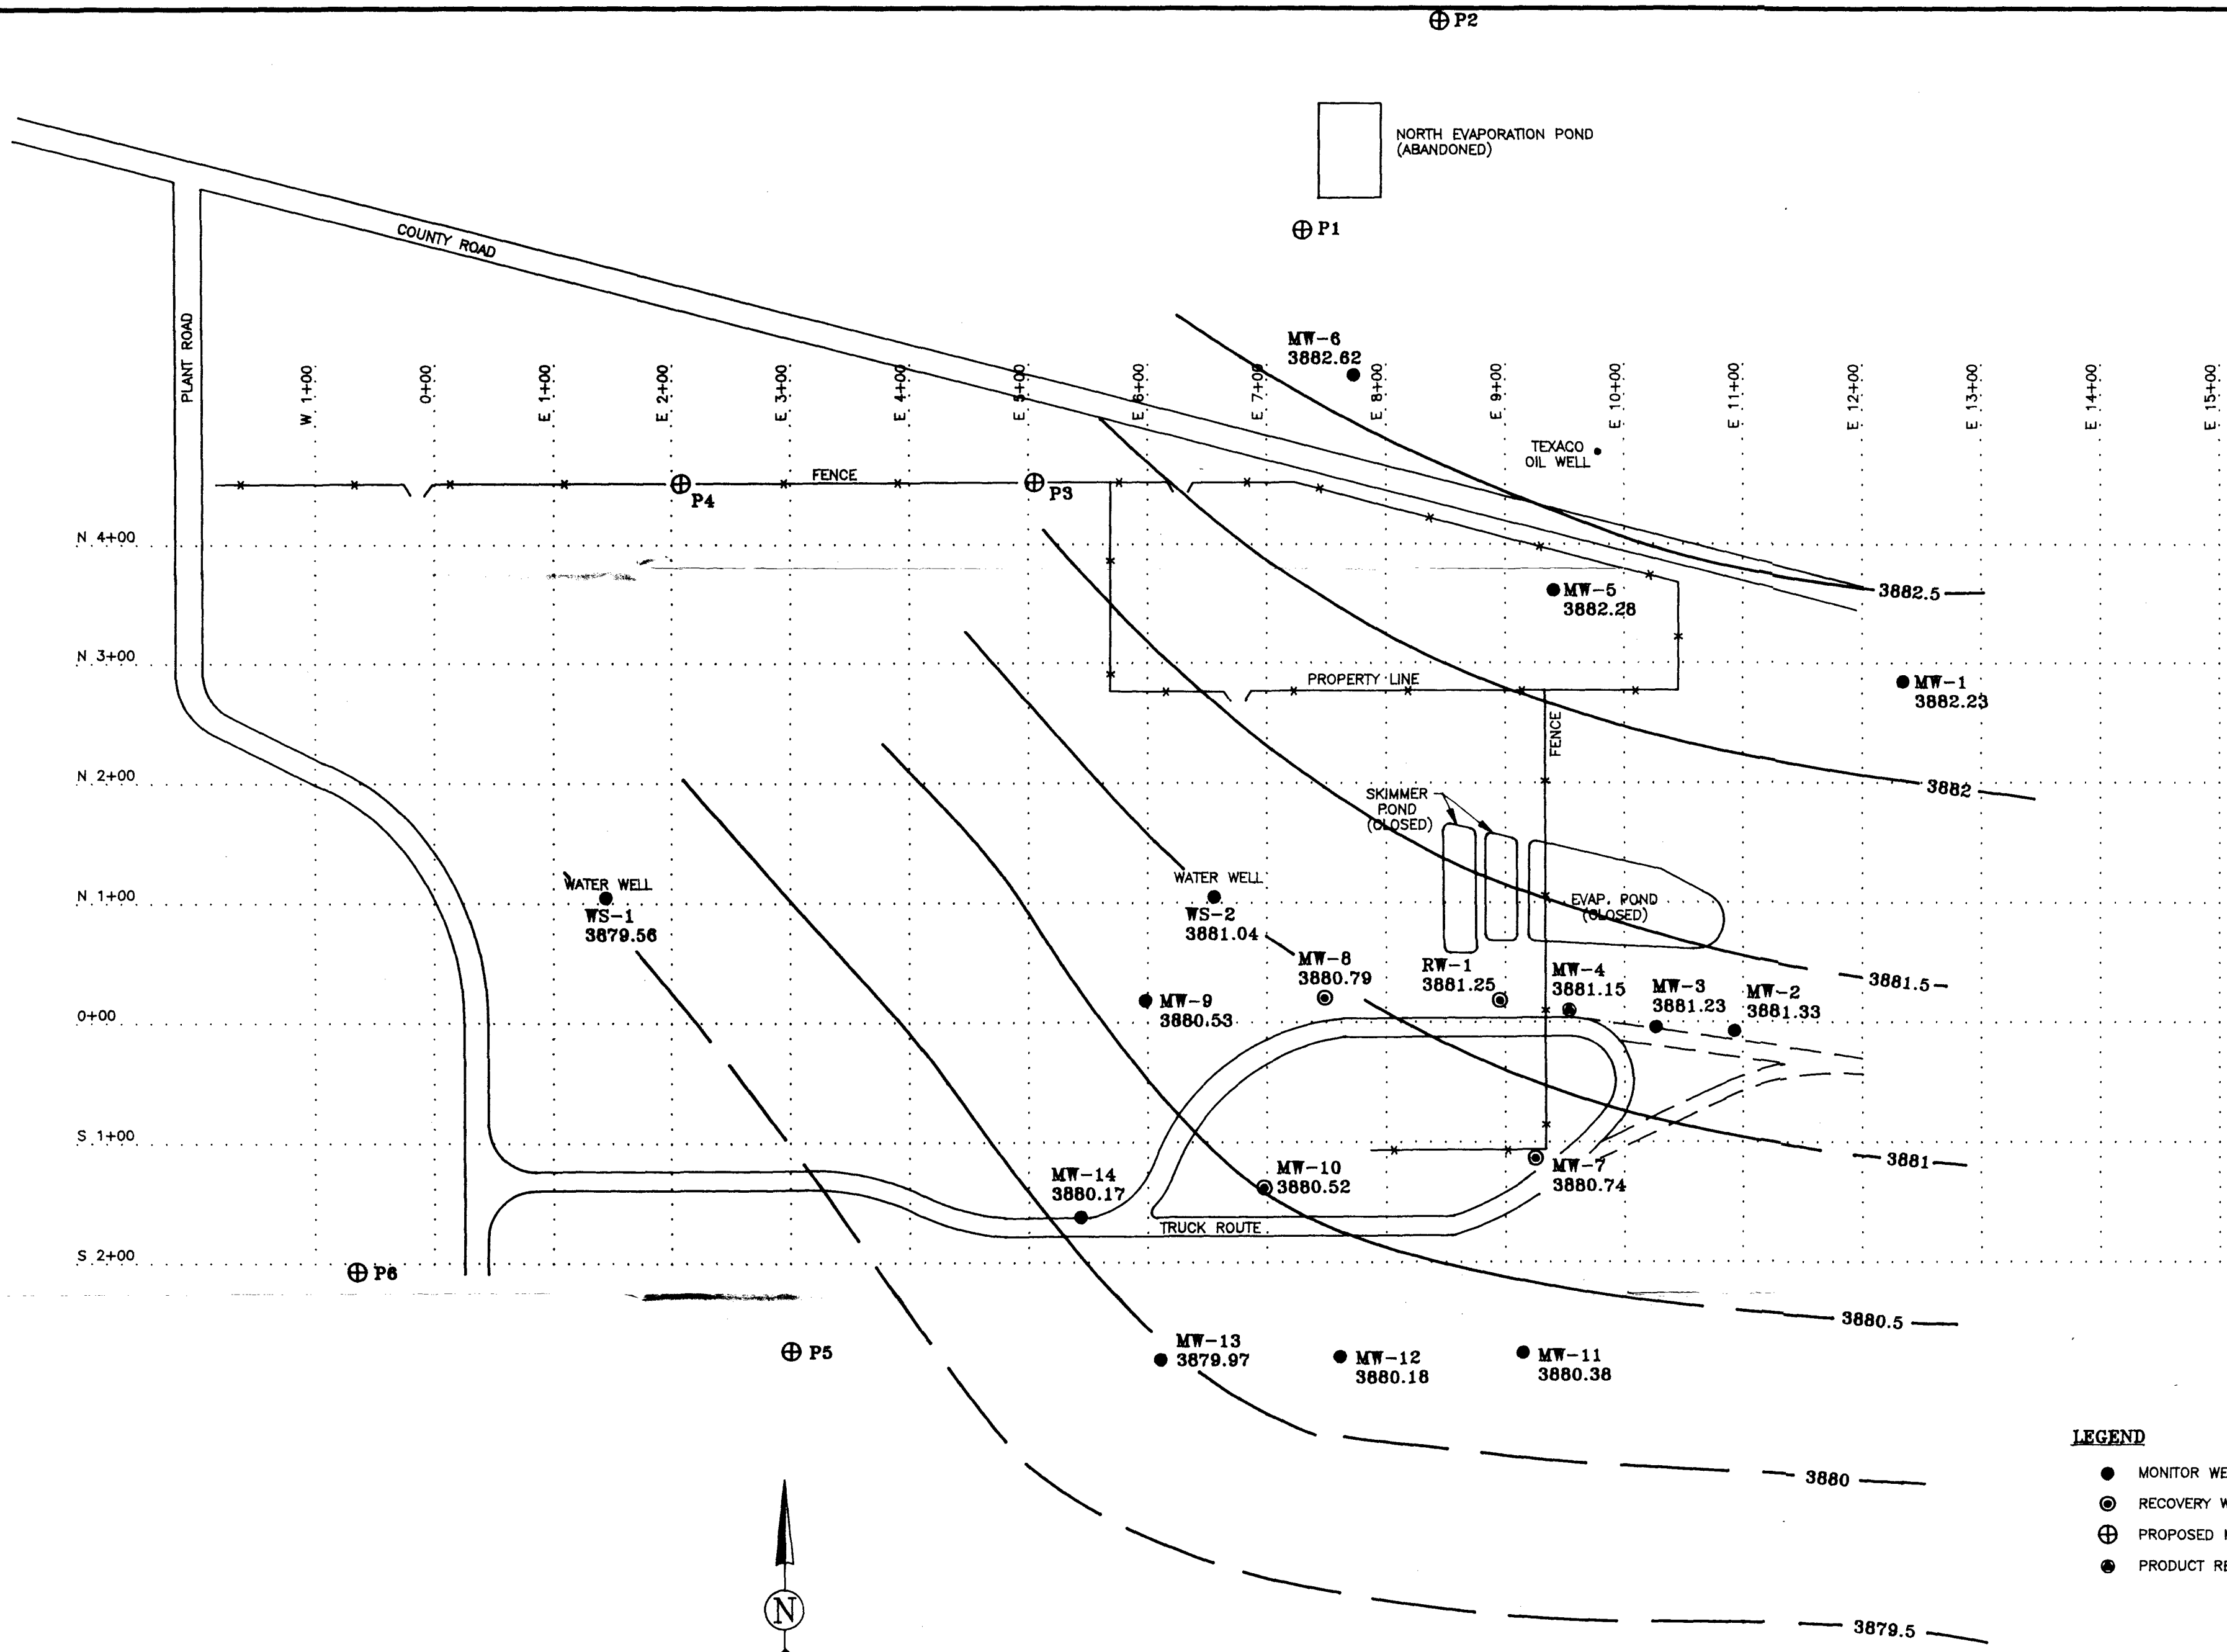 P2
NORTH EVAPORATION POND
(ABANDONED)
P1
COUNTY ROAD
PLANT ROAD
MW-6
3882.62
W 1+00
0+00
E 1+00
E 2+00
E 3+00
E 4+00
E 5+00
E 6+00
E 7+00
E 8+00
E 9+00
E 10+00
E 11+00
E 12+00
E 13+00
E 14+00
E 15+00
TEXACO
OIL WELL
FENCE
P4
P3
N 4+00
MW-5
3882.28
3882.5
N 3+00
PROPERTY LINE
MW-1
3882.23
FENCE
N 2+00
3882
SKIMMER
POND
(CLOSED)
WATER WELL
WS-1
3879.56
WATER WELL
WS-2
3881.04
N 1+00
EVAP. POND
(CLOSED)
MW-8
3880.79
RW-1
3881.25
MW-4
3881.15
MW-3
3881.23
MW-2
3881.33
3881.5
MW-9
3880.53
0+00
S 1+00
3881
MW-14
3880.17
MW-10
3880.52
MW-7
3880.74
TRUCK ROUTE
S 2+00
P6
3880.5
P5
MW-13
3879.97
MW-12
3880.18
MW-11
3880.38
LEGEND
MONITOR WE
RECOVERY W
PROPOSED
PRODUCT RE
3880
N
3879.5